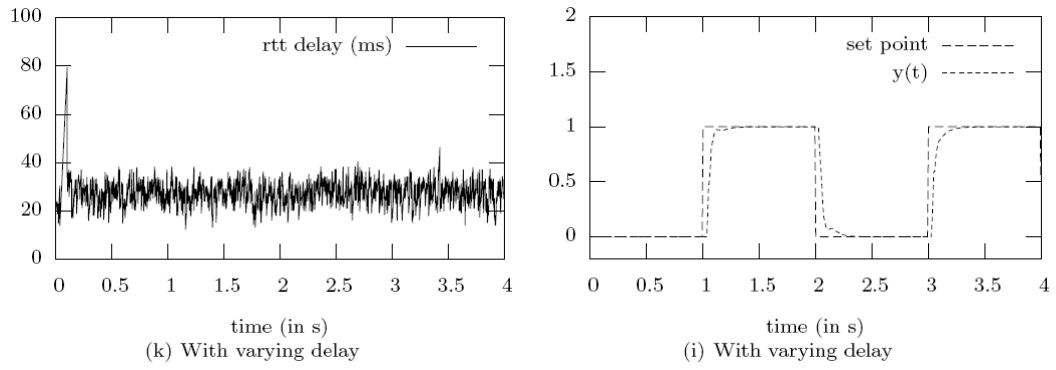 100
80
60
40
20
0
rtt delay (ms)
0 0.5 1 1.5 2 2.5 3 3.5 4
time (in s)
(k) With varying delay
2
1.5
1
0.5
0
set point
y(t)
0 0.5 1 1.5 2 2.5 3 3.5 4
time (in s)
(i) With varying delay